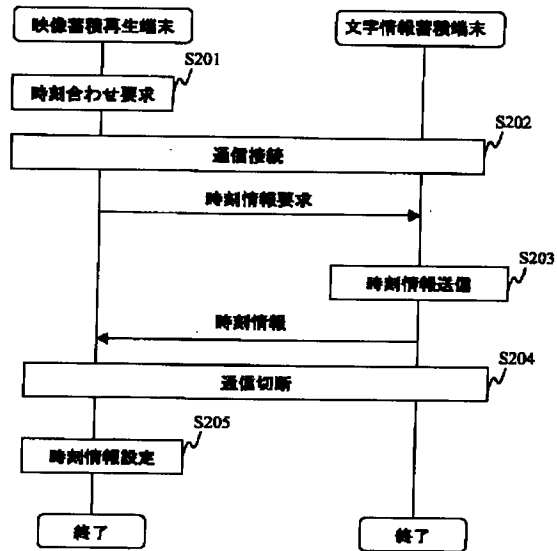 映像蓄積再生端末
文字情報蓄積端末
S201
時刻合わせ要求
S202
通信接続
時刻情報要求
S203
時刻情報送信
時刻情報
S204
通信切断
S205
時刻情報設定
終了
終了